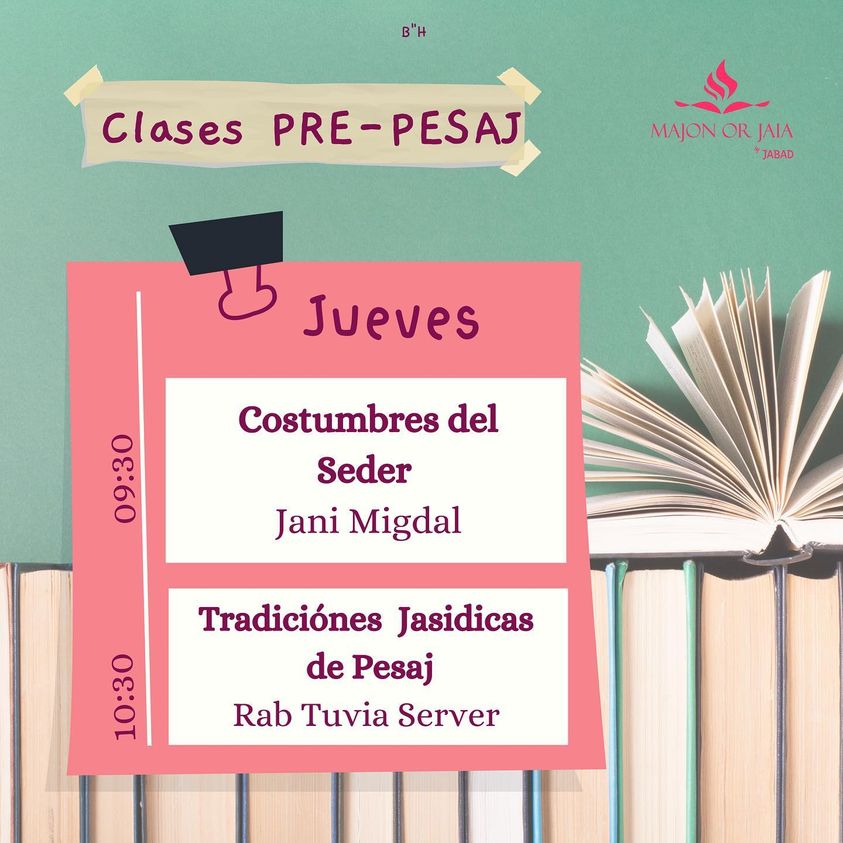 B"H
Clases PRE-PESAJ
MAJON OR JAIA
by JABAD
Jueves
09:30
Costumbres del
Seder
Jani Migdal
10:30
Tradiciónes Jasidicas
de Pesaj
Rab Tuvia Server